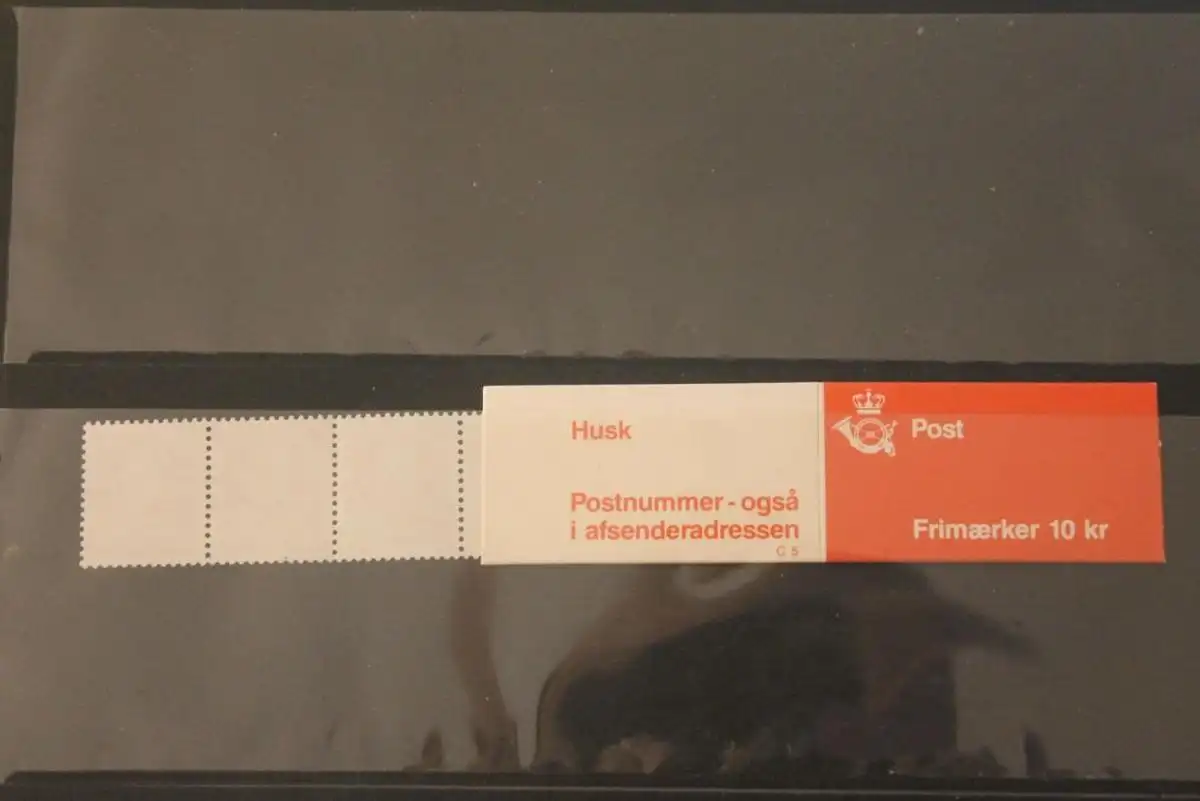 Husk
Postnummer - også
i afsenderadressen
C 5
Post
Frimærker 10 kr